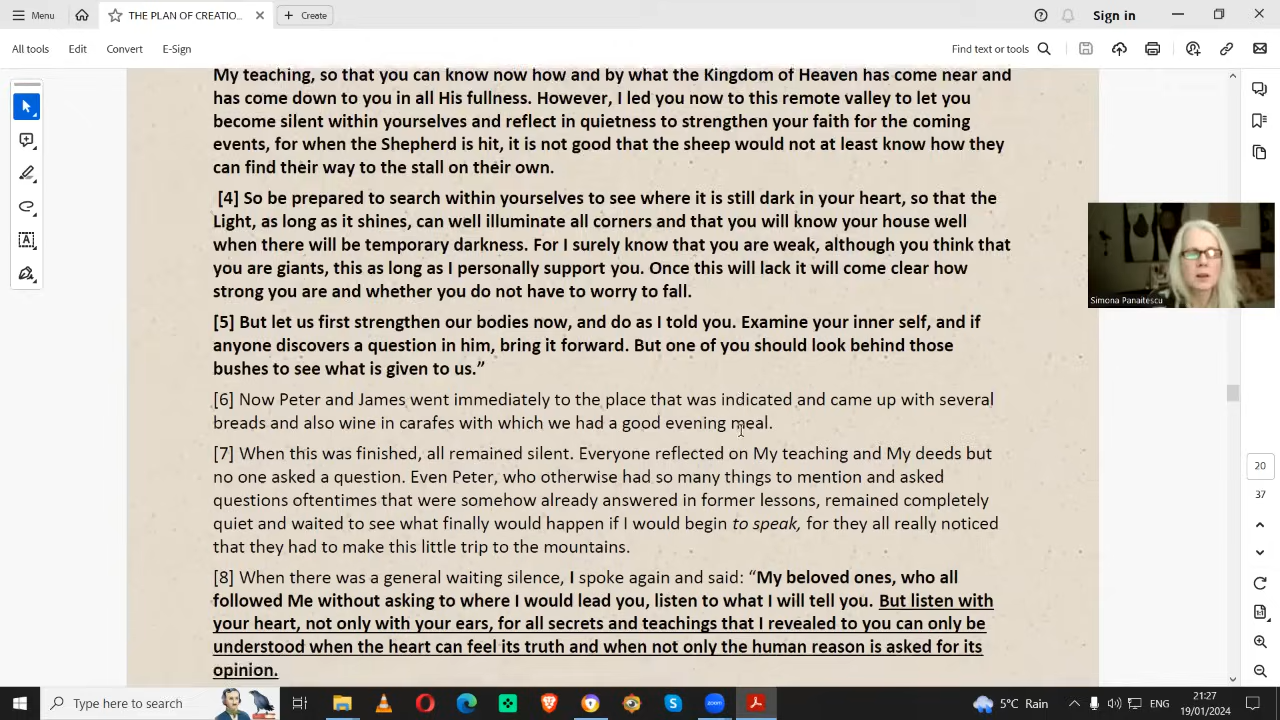 Menu
THE PLAN OF CREATIO...
Create
Sign in
All tools
Edit
Convert
E-Sign
Find text or tools
My teaching, so that you can know now how and by what the Kingdom of Heaven has come near and
has come down to you in all His fullness. However, I led you now to this remote valley to let you
become silent within yourselves and reflect in quietness to strengthen your faith for the coming
events, for when the Shepherd is hit, it is not good that the sheep would not at least know how they
can find their way to the stall on their own.
[4] So be prepared to search within yourselves to see where it is still dark in your heart, so that the
Light, as long as it shines, can well illuminate all corners and that you will know your house well
when there will be temporary darkness. For I surely know that you are weak, although you think that
you are giants, this as long as I personally support you. Once this will lack it will come clear how
strong you are and whether you do not have to worry to fall.
[5] But let us first strengthen our bodies now, and do as I told you. Examine your inner self, and if
anyone discovers a question in him, bring it forward. But one of you should look behind those
bushes to see what is given to us.”
[6] Now Peter and James went immediately to the place that was indicated and came up with several
breads and also wine in carafes with which we had a good evening meal.
[7] When this was finished, all remained silent. Everyone reflected on My teaching and My deeds but
no one asked a question. Even Peter, who otherwise had so many things to mention and asked
questions oftentimes that were somehow already answered in former lessons, remained completely
quiet and waited to see what finally would happen if I would begin to speak, for they all really noticed
that they had to make this little trip to the mountains.
[8] When there was a general waiting silence, I spoke again and said: “My beloved ones, who all
followed Me without asking to where I would lead you, listen to what I will tell you. But listen with
your heart, not only with your ears, for all secrets and teachings that I revealed to you can only be
understood when the heart can feel its truth and when not only the human reason is asked for its
opinion.
Simona Panaitescu
20
37
Type here to search
zoom
5°C Rain
ENG
21:27
19/01/2024